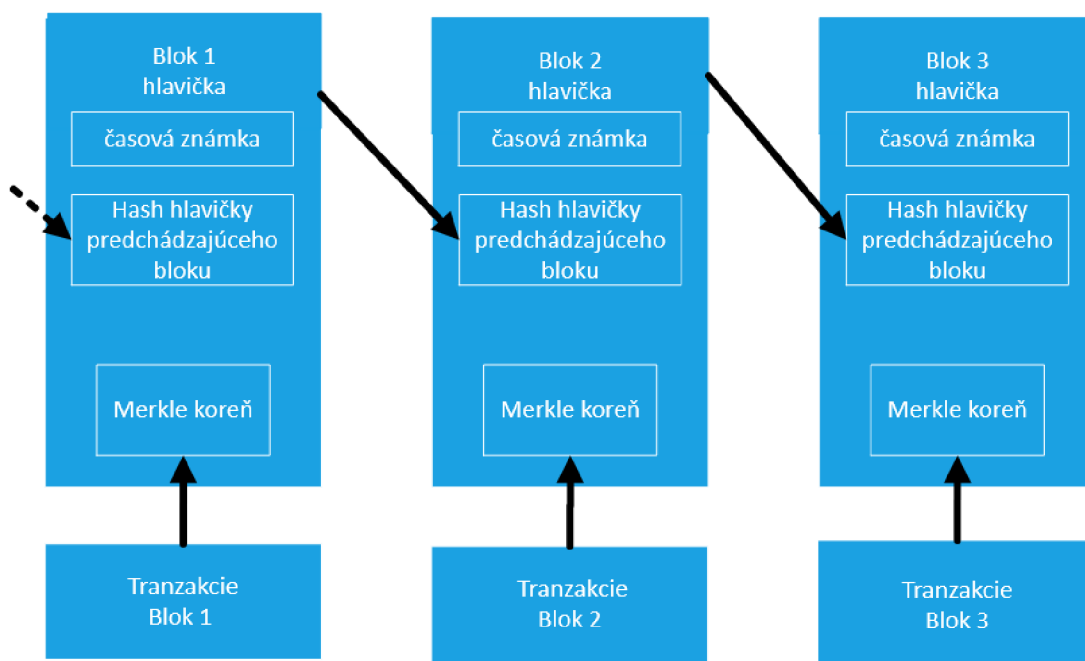 Blok 1
hlavička
časová známka
Hash hlavičky
predchádzajúceho
bloku
Merkle koreň
Tranzakcie
Blok 1
Blok 2
hlavička
časová známka
Hash hlavičky
predchádzajúceho
bloku
Merkle koreň
Tranzakcie
Blok 2
Blok 3
hlavička
časová známka
Hash hlavičky
predchádzajúceho
bloku
Merkle koreň
Tranzakcie
Blok 3